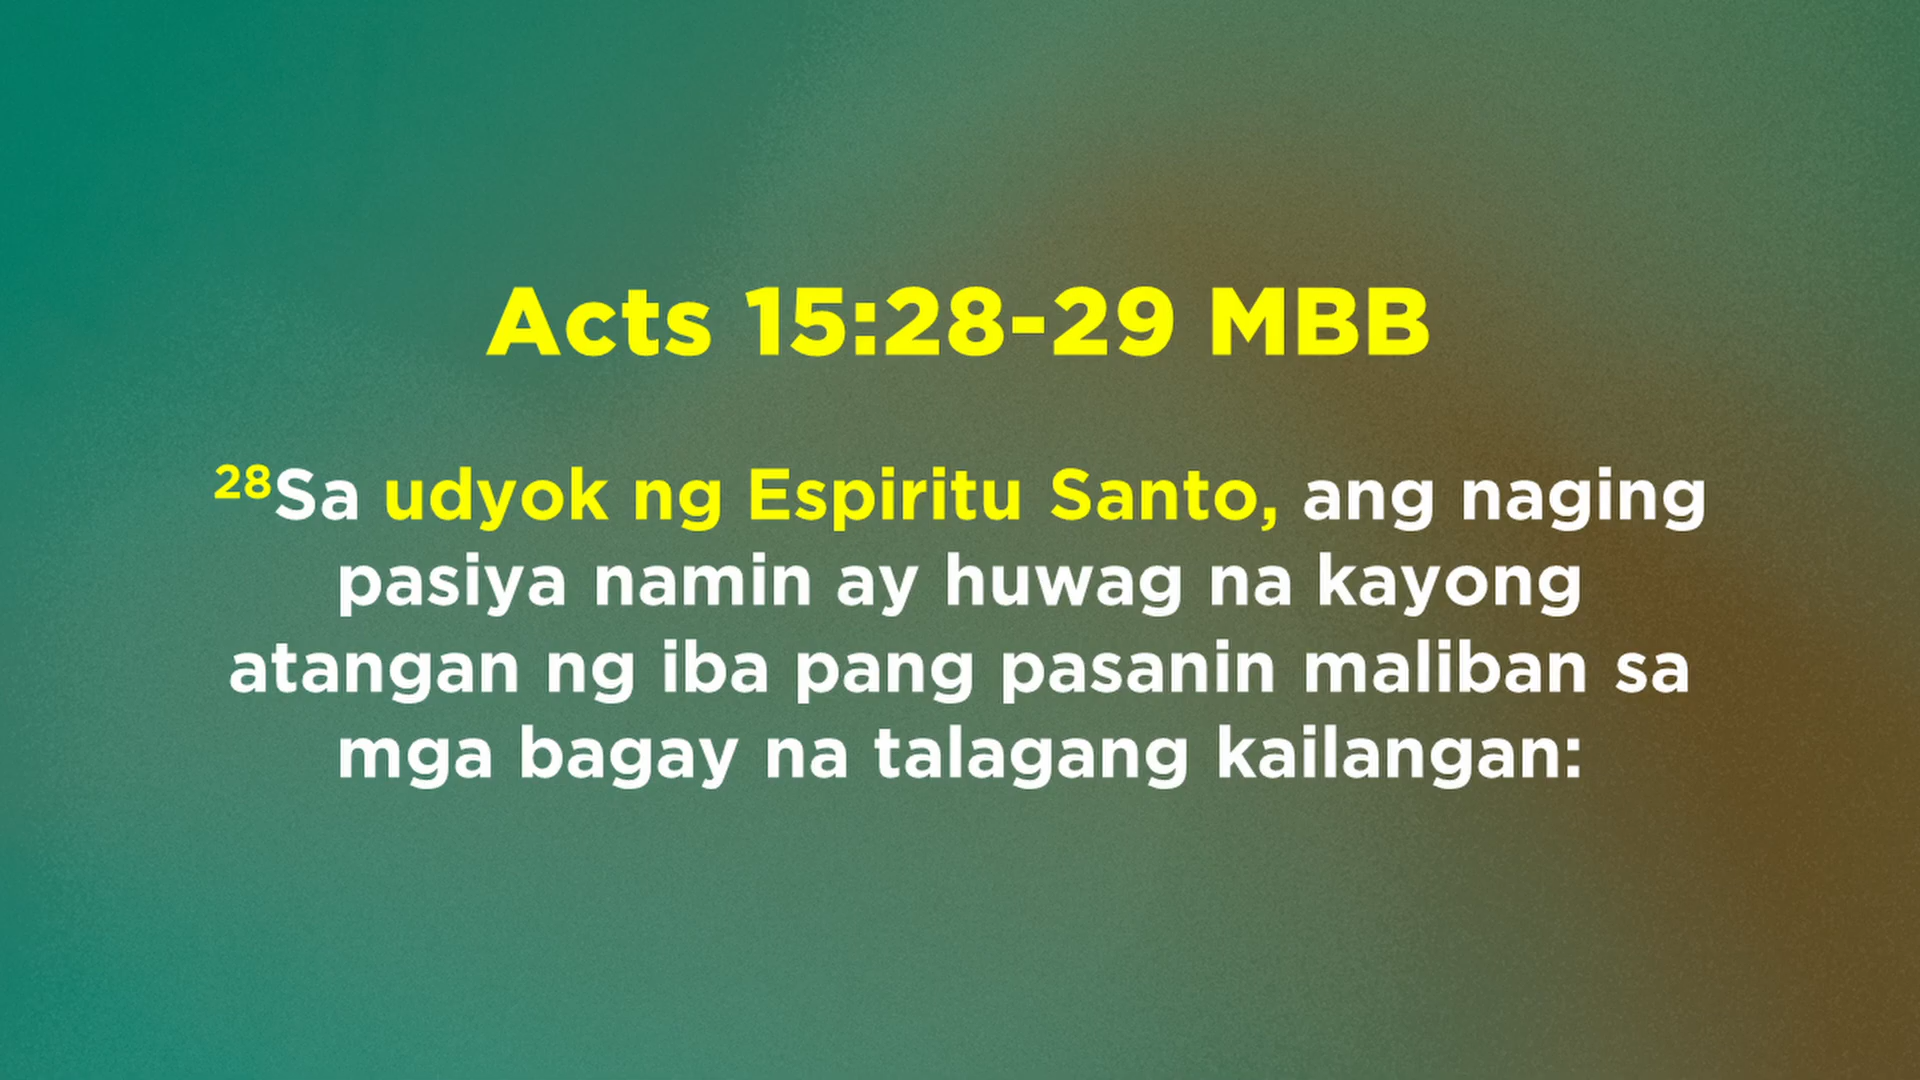 Acts 15:28-29 MBB
28Sa udyok ng Espiritu Santo, ang naging
pasiya namin ay huwag na kayong
atangan ng iba pang pasanin maliban sa
mga bagay na talagang kailangan: